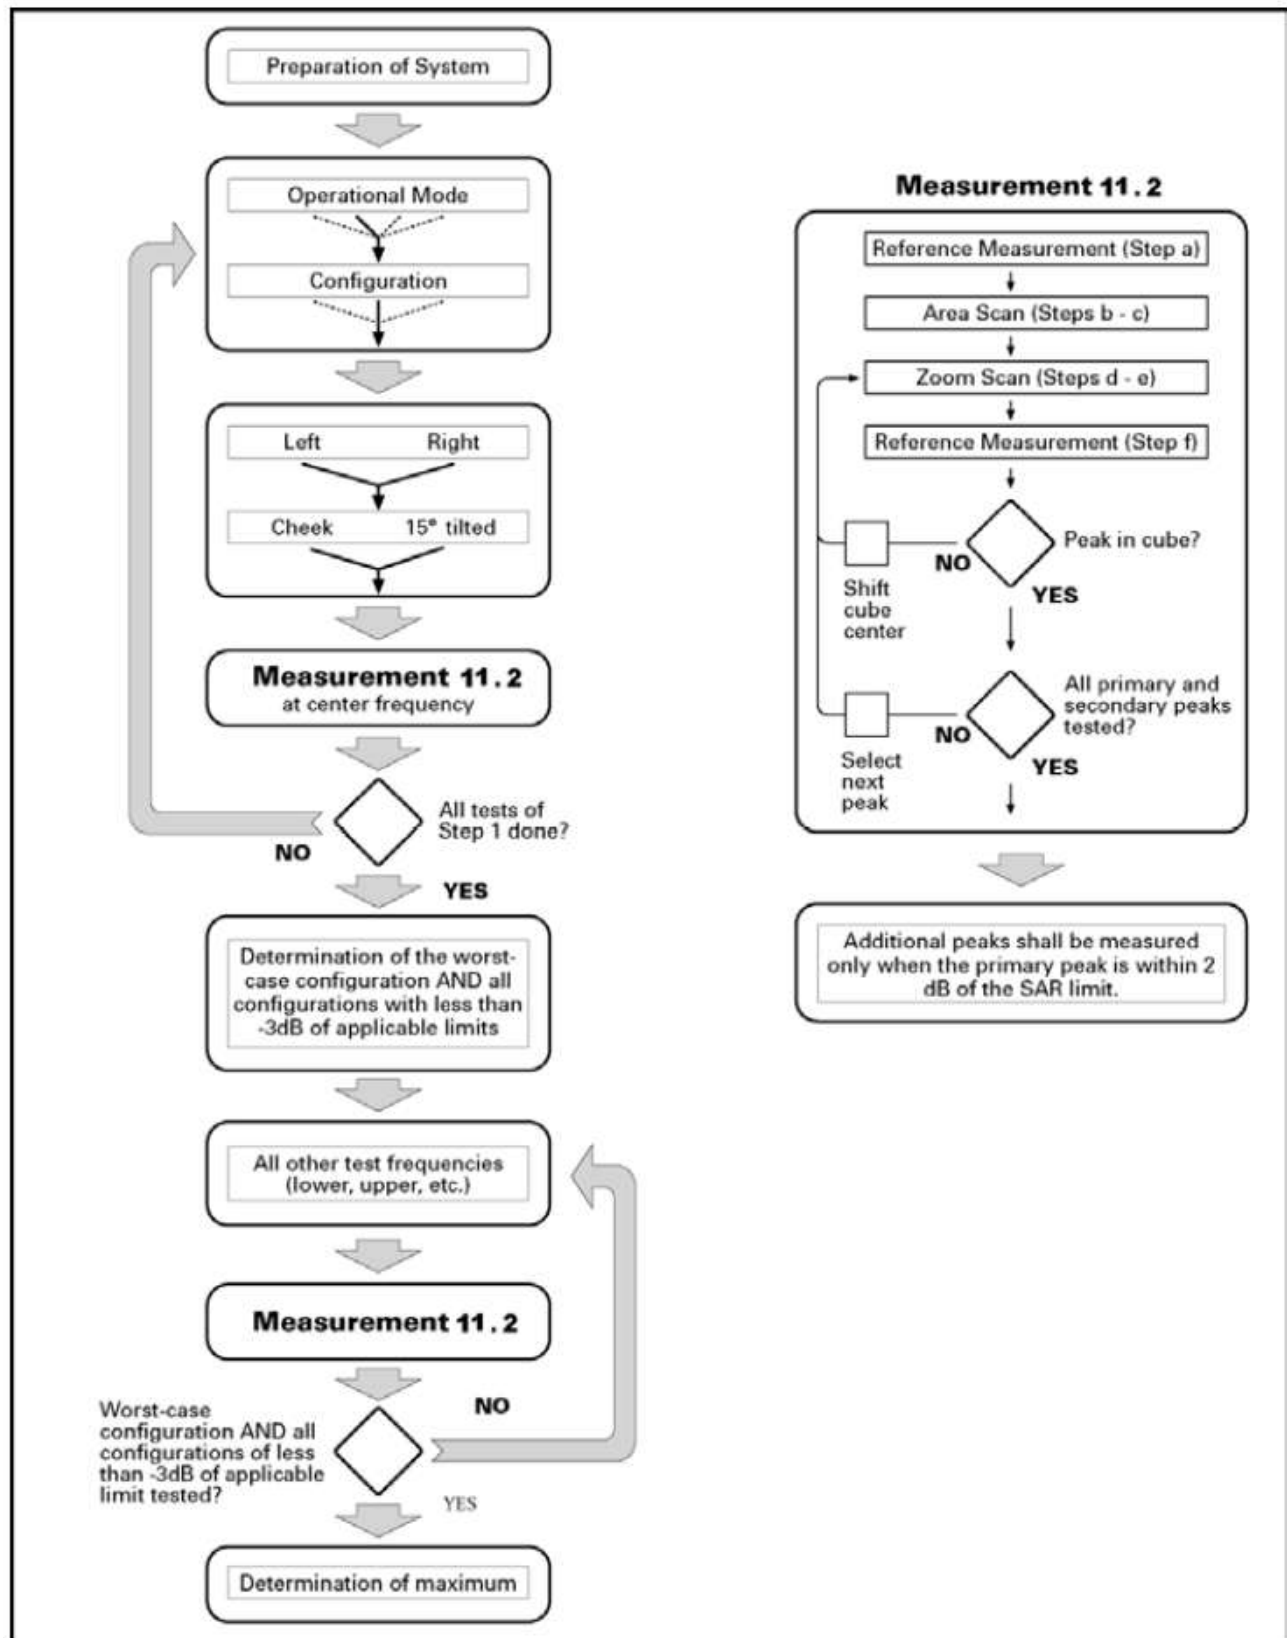 Preparation of System
Operational Mode
Configuration
Left Right
Cheek 15° tilted
Measurement 11.2
at center frequency
All tests of
Step 1 done?
NO
YES
Determination of the worst-
case configuration AND all
configurations with less than
-3dB of applicable limits
All other test frequencies
(lower, upper, etc.)
Measurement 11.2
NO
Worst-case
configuration AND all
configurations of less
than -3dB of applicable
limit tested?
YES
Determination of maximum
Measurement 11.2
Reference Measurement (Step a)
Area Scan (Steps b - c)
Zoom Scan (Steps d - e)
Reference Measurement (Step f)
Peak in cube?
NO
YES
Shift
cube
center
All primary and
secondary peaks
tested?
NO
YES
Select
next
peak
Additional peaks shall be measured
only when the primary peak is within 2
dB of the SAR limit.